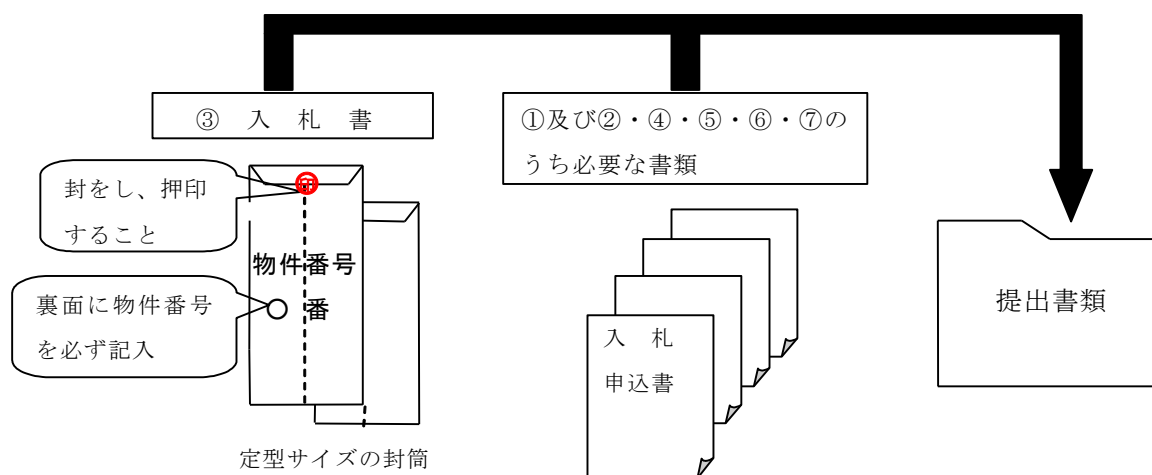 ③ 入 札 書
①及び②・④・⑤・⑥・⑦の
うち必要な書類
封をし、押印
すること
印
物件番号
○ 番
裏面に物件番号
を必ず記入
定型サイズの封筒
入 札
申込書
提出書類